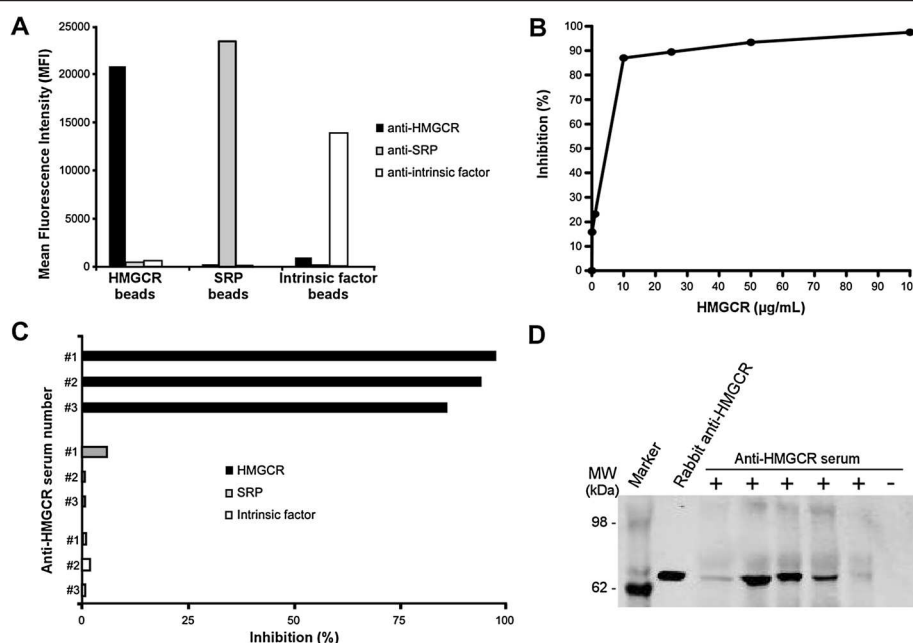 A
Mean Fluorescence Intensity (MFI)
25000
20000
15000
10000
5000
0
HMGCR
beads
SRP
beads
Intrinsic factor
beads
anti-HMGCR
anti-SRP
anti-intrinsic factor
B
Inhibition (%)
100
90
80
70
60
50
40
30
20
10
0
0 10 20 30 40 50 60 70 80 90 100
HMGCR (µg/mL)
C
Anti-HMGCR serum number
#1
#2
#3
#1
#2
#3
#1
#2
#3
HMGCR
SRP
Intrinsic factor
0 25 50 75 100
Inhibition (%)
D
MW
(kDa)
Marker
Rabbit anti-HMGCR
Anti-HMGCR serum
+ + + + + -
98 -
62 -